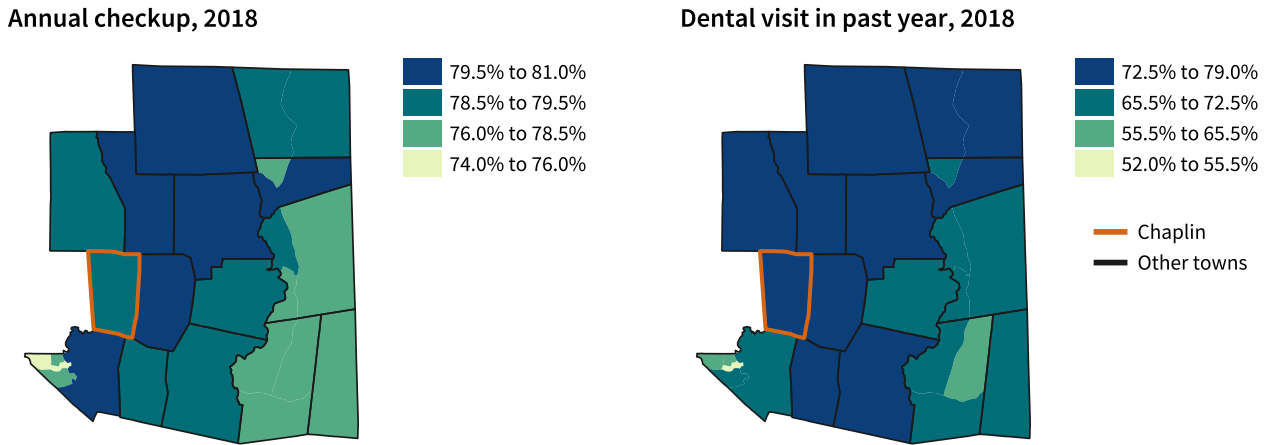 Annual checkup, 2018
79.5% to 81.0%
78.5% to 79.5%
76.0% to 78.5%
74.0% to 76.0%
Dental visit in past year, 2018
72.5% to 79.0%
65.5% to 72.5%
55.5% to 65.5%
52.0% to 55.5%
Chaplin
Other towns